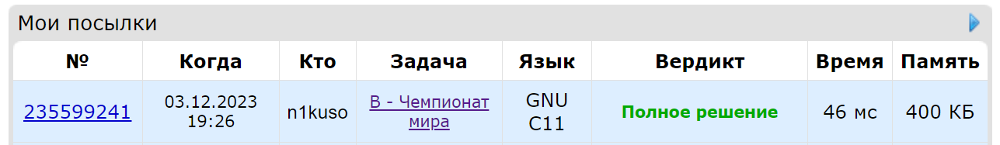 Мои посылки
№ Когда Кто Задача Язык Вердикт Время Память
235599241 03.12.2023 19:26 n1kuso B - Чемпионат мира GNU C11 Полное решение 46 мс 400 КБ